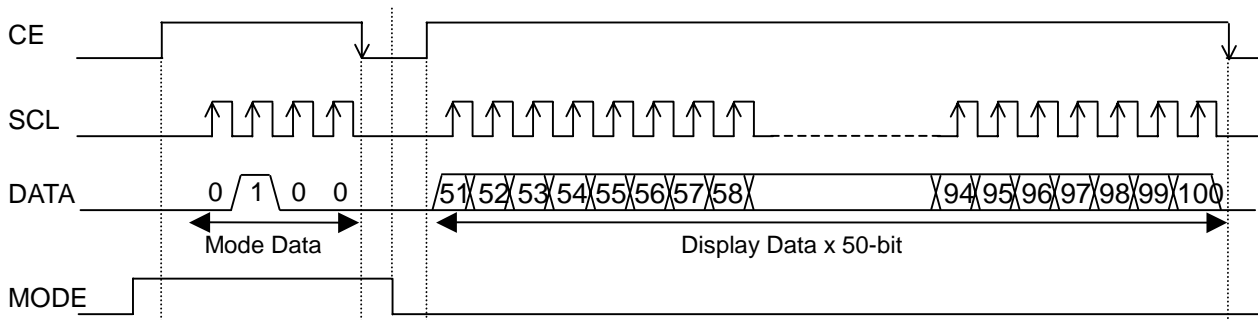 CE
SCL
DATA 0 1 0 0 51 52 53 54 55 56 57 58 94 95 96 97 98 99 100
Mode Data Display Data x 50-bit
MODE